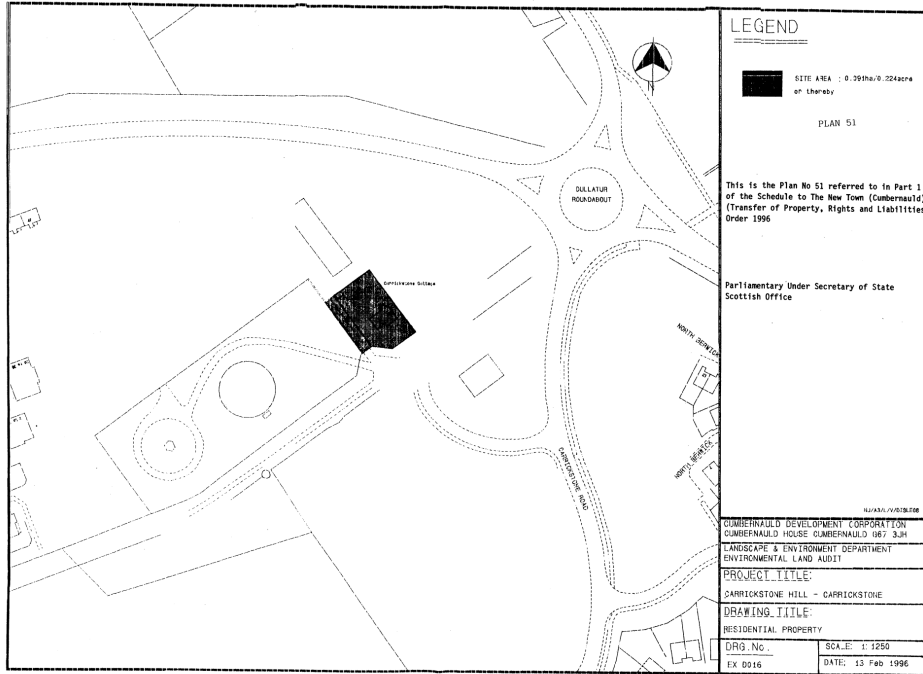 LEGEND
SITE AREA : 0.091ha/0.224acre
or thereby
PLAN 51
This is the Plan No 51 referred to in Part 1
of the Schedule to The New Town (Cumbernauld)
(Transfer of Property, Rights and Liabilities
Order 1996
Parliamentary Under Secretary of State
Scottish Office
N
DULLATUR
ROUNDABOUT
Carrickstone Cottage
NORTH BERWICK
NORTH BERWICK
CARRICKSTONE ROAD
CUMBERNAULD DEVELOPMENT CORPORATION
CUMBERNAULD HOUSE CUMBERNAULD G67 3JH
LANDSCAPE & ENVIRONMENT DEPARTMENT
ENVIRONMENTAL LAND AUDIT
PROJECT TITLE:
CARRICKSTONE HILL - CARRICKSTONE
DRAWING TITLE:
RESIDENTIAL PROPERTY
DRG. No.
EX D016
SCALE: 1: 1250
DATE: 13 Feb 1996